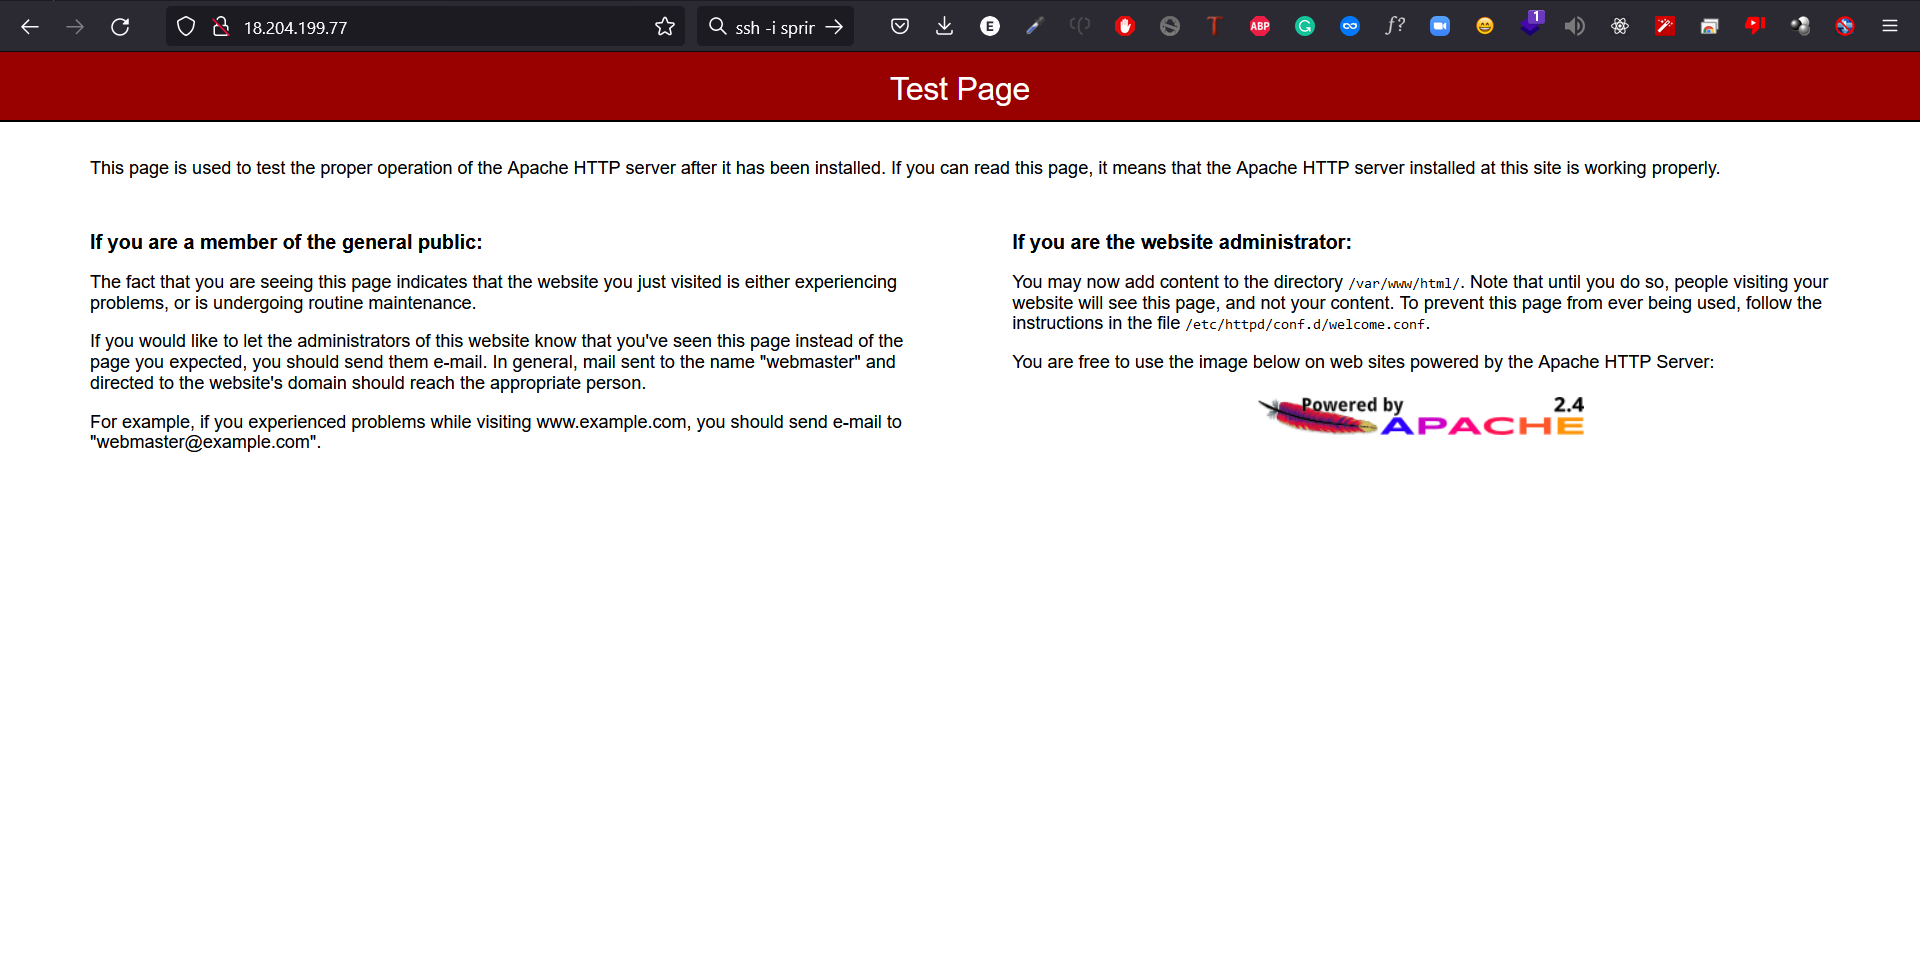 18.204.199.77
ssh -i sprir
E
ABP
G
f?
1
Test Page
This page is used to test the proper operation of the Apache HTTP server after it has been installed. If you can read this page, it means that the Apache HTTP server installed at this site is working properly.
If you are a member of the general public:
The fact that you are seeing this page indicates that the website you just visited is either experiencing
problems, or is undergoing routine maintenance.
If you would like to let the administrators of this website know that you've seen this page instead of the
page you expected, you should send them e-mail. In general, mail sent to the name "webmaster" and
directed to the website's domain should reach the appropriate person.
For example, if you experienced problems while visiting www.example.com, you should send e-mail to
"webmaster@example.com".
If you are the website administrator:
You may now add content to the directory /var/www/html/. Note that until you do so, people visiting your
website will see this page, and not your content. To prevent this page from ever being used, follow the
instructions in the file /etc/httpd/conf.d/welcome.conf.
You are free to use the image below on web sites powered by the Apache HTTP Server:
Powered by 2.4
APACHE